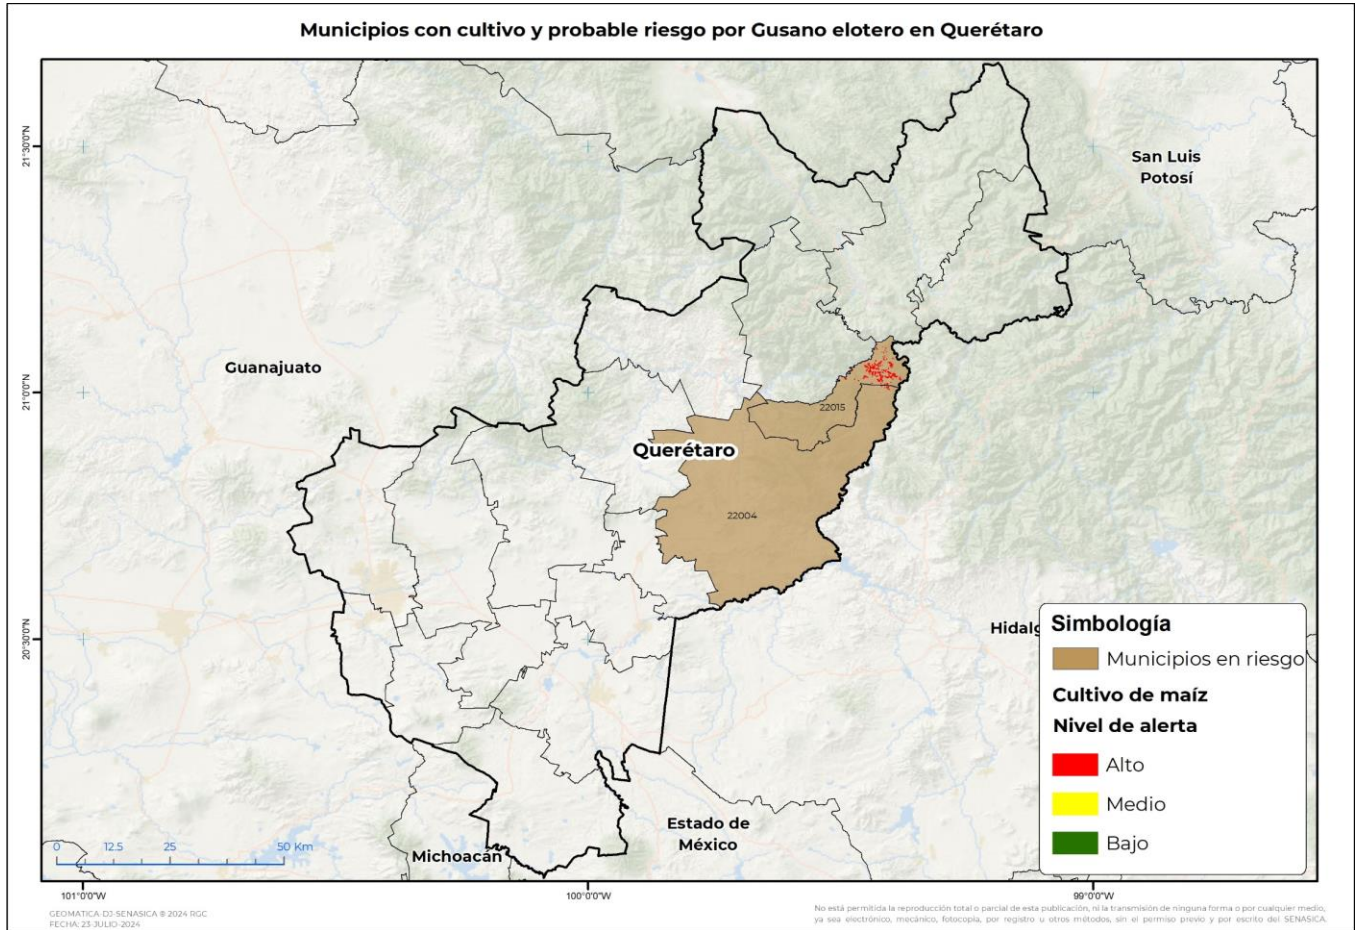 Municipios con cultivo y probable riesgo por Gusano elotero en Querétaro
21°30'0"N
San Luis
Potosí
Guanajuato
21°0'0"N
22015
Querétaro
22004
20°30'0"N
Hidalg
Simbología
Municipios en riesgo
Cultivo de maíz
Nivel de alerta
Alto
Medio
Bajo
Estado de
México
Michoacán
0 12.5 25 50 Km
101°0'0"W 100°0'0"W 99°0'0"W
GEOMATICA-DJ-SENASICA ® 2024 RGC
FECHA: 23-JULIO-2024
No está permitida la reproducción total o parcial de esta publicación, ni la transmisión de ninguna forma o por cualquier medio,
ya sea electrónico, mecánico, fotocopia, por registro u otros métodos, sin el permiso previo y por escrito del SENASICA.